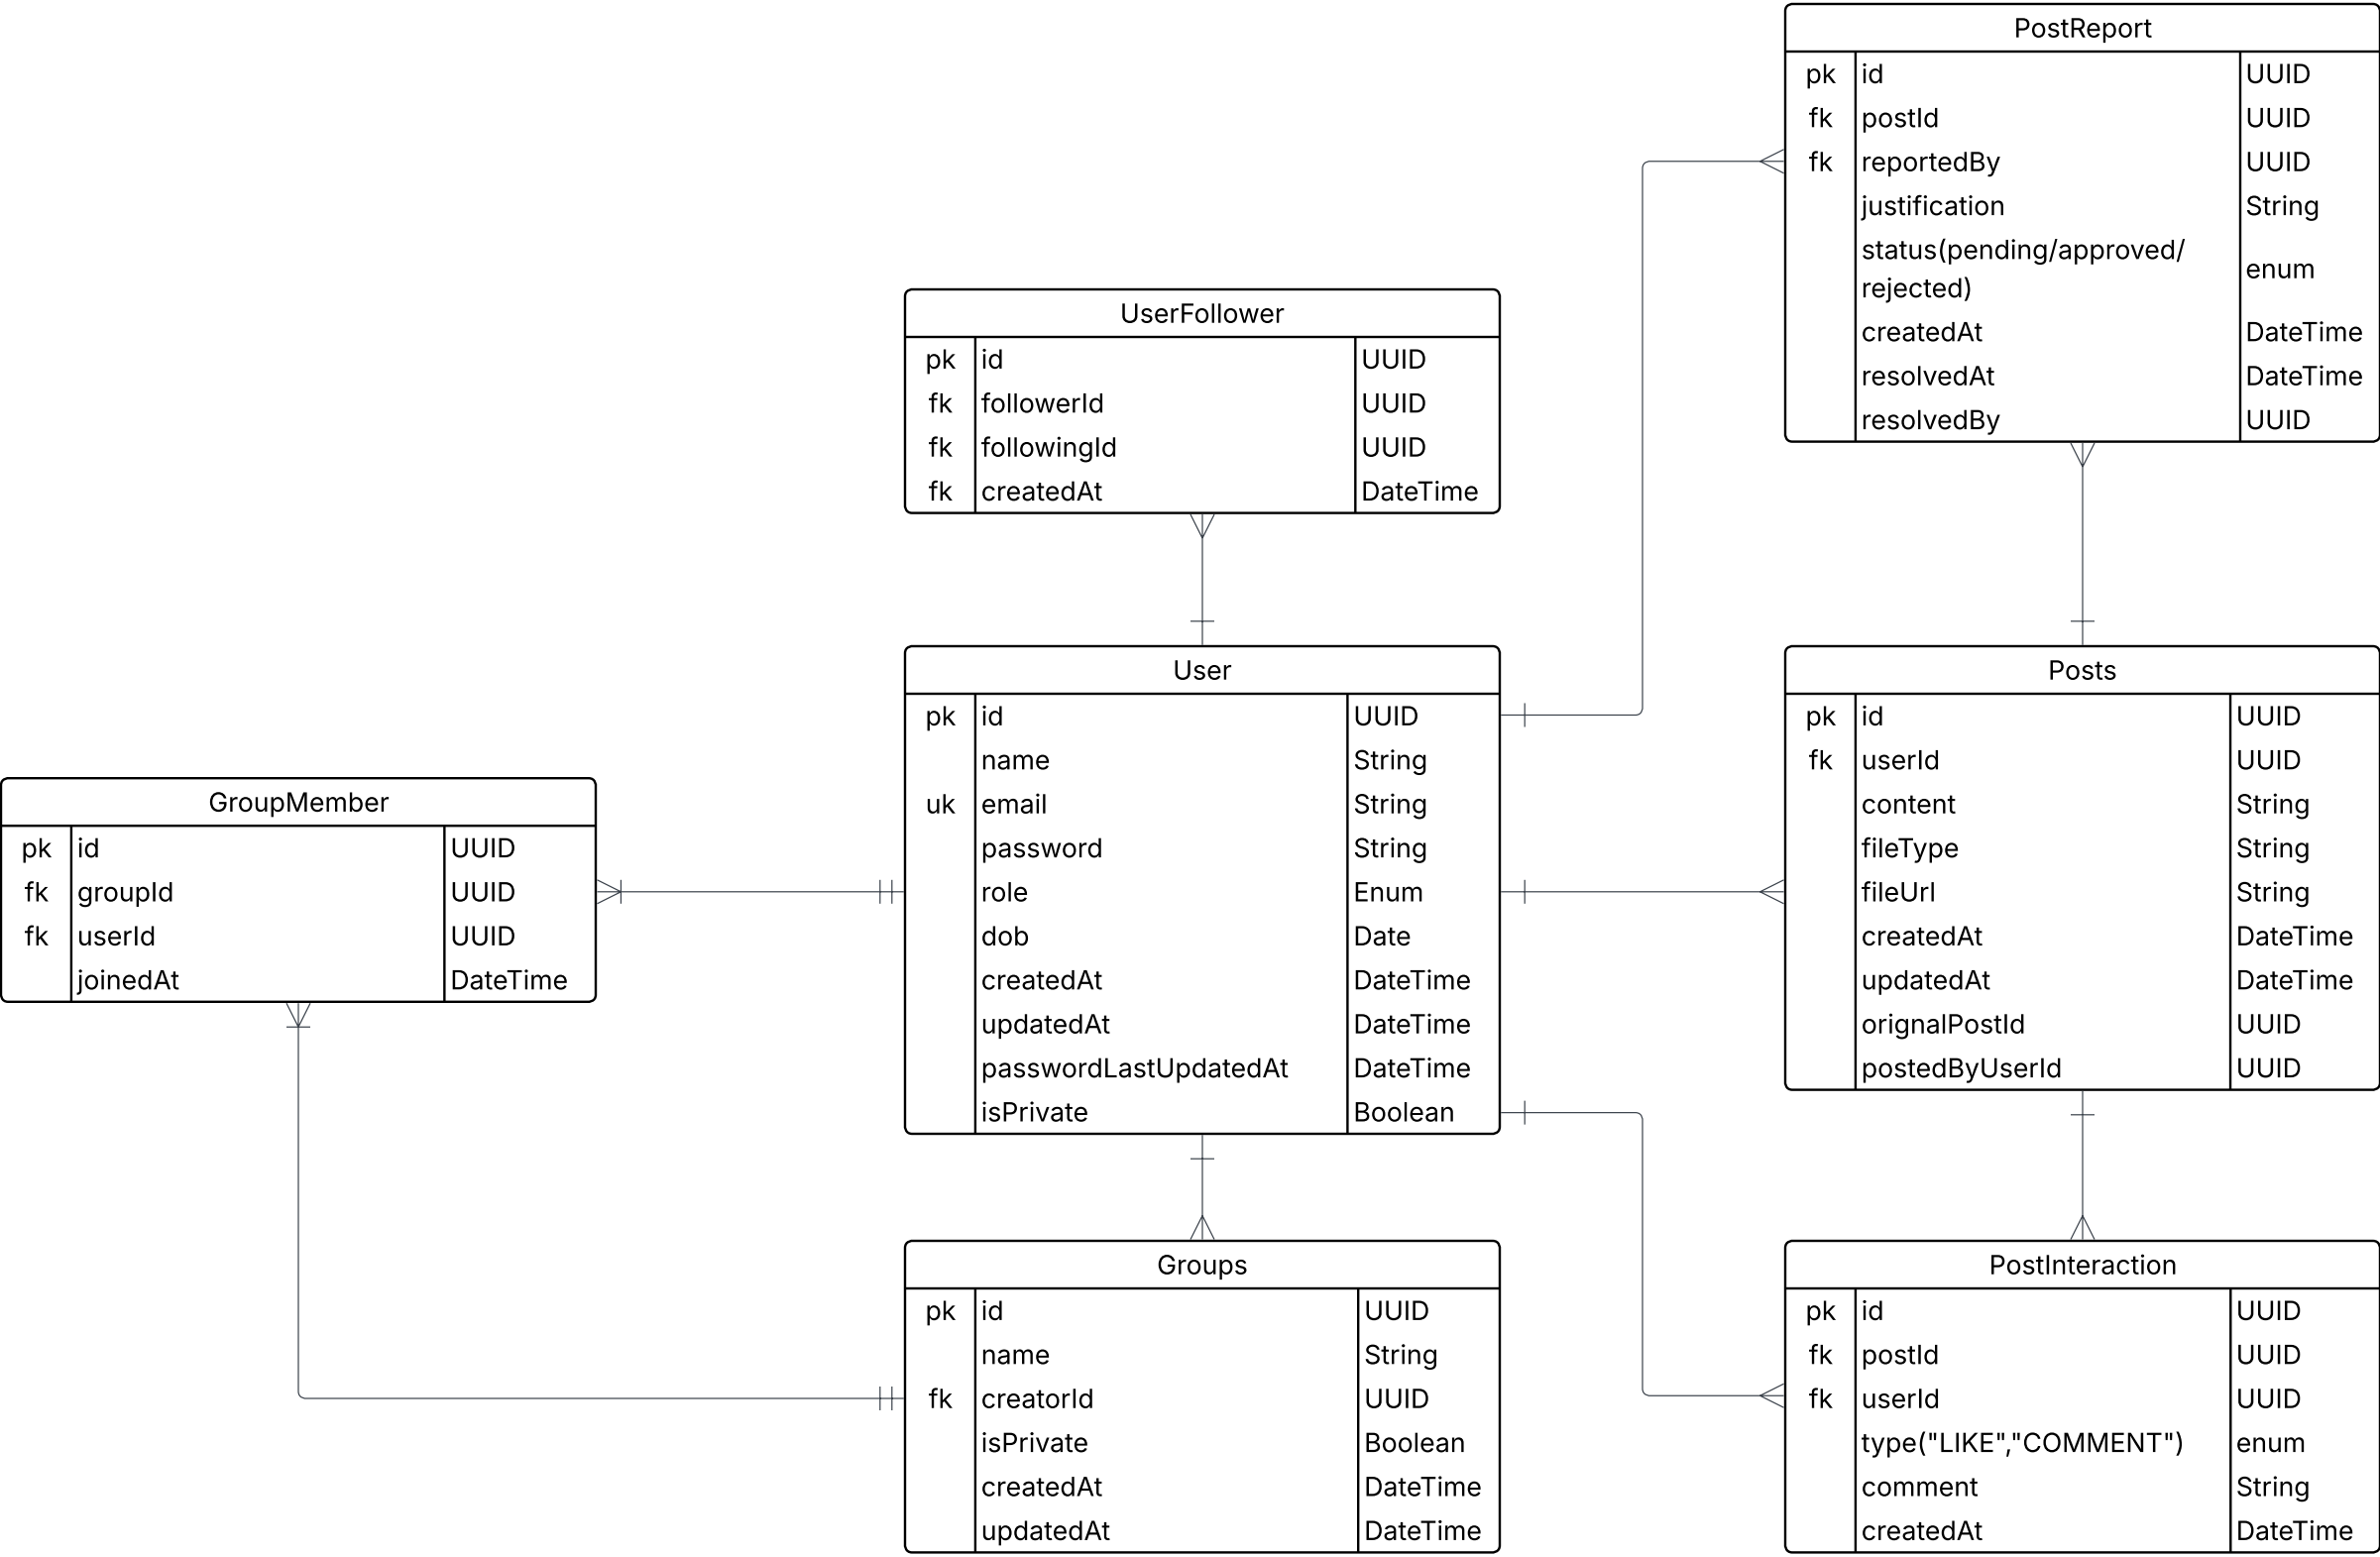 PostReport
pk id UUID
fk postId UUID
fk reportedBy UUID
justification String
status(pending/approved/
rejected) enum
createdAt DateTime
resolvedAt DateTime
resolvedBy UUID
UserFollower
pk id UUID
fk followerId UUID
fk followingId UUID
fk createdAt DateTime
User
pk id UUID
name String
uk email String
password String
role Enum
dob Date
createdAt DateTime
updatedAt DateTime
passwordLastUpdatedAt DateTime
isPrivate Boolean
Posts
pk id UUID
fk userId UUID
content String
fileType String
fileUrl String
createdAt DateTime
updatedAt DateTime
orignalPostId UUID
postedByUserId UUID
GroupMember
pk id UUID
fk groupId UUID
fk userId UUID
joinedAt DateTime
Groups
pk id UUID
name String
fk creatorId UUID
isPrivate Boolean
createdAt DateTime
updatedAt DateTime
PostInteraction
pk id UUID
fk postId UUID
fk userId UUID
type("LIKE","COMMENT") enum
comment String
createdAt DateTime